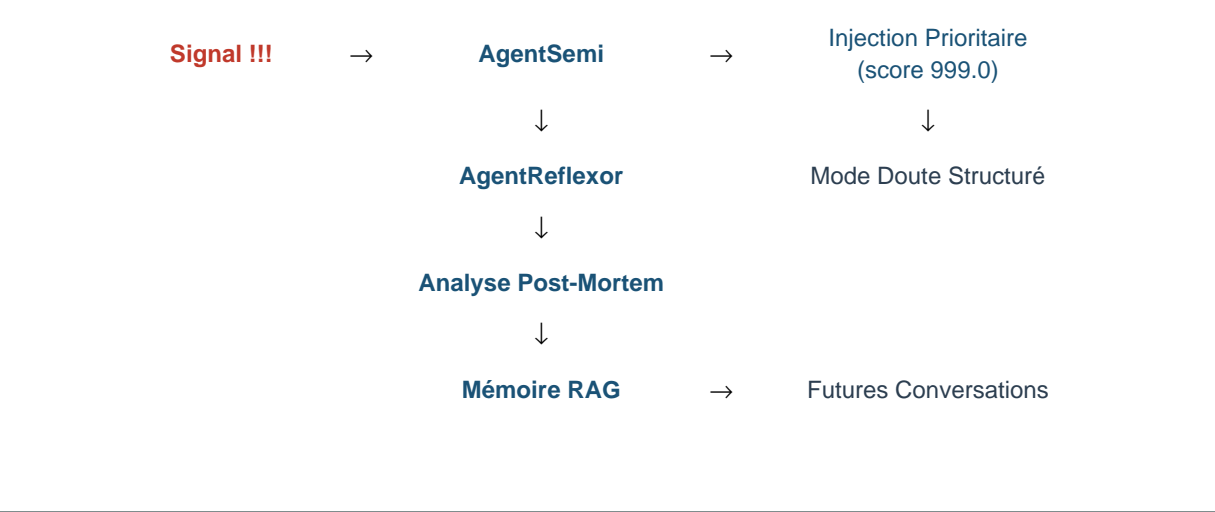 Signal !!! → AgentSemi → Injection Prioritaire
(score 999.0)
↓ ↓
AgentReflexor Mode Doute Structuré
↓
Analyse Post-Mortem
↓
Mémoire RAG → Futures Conversations